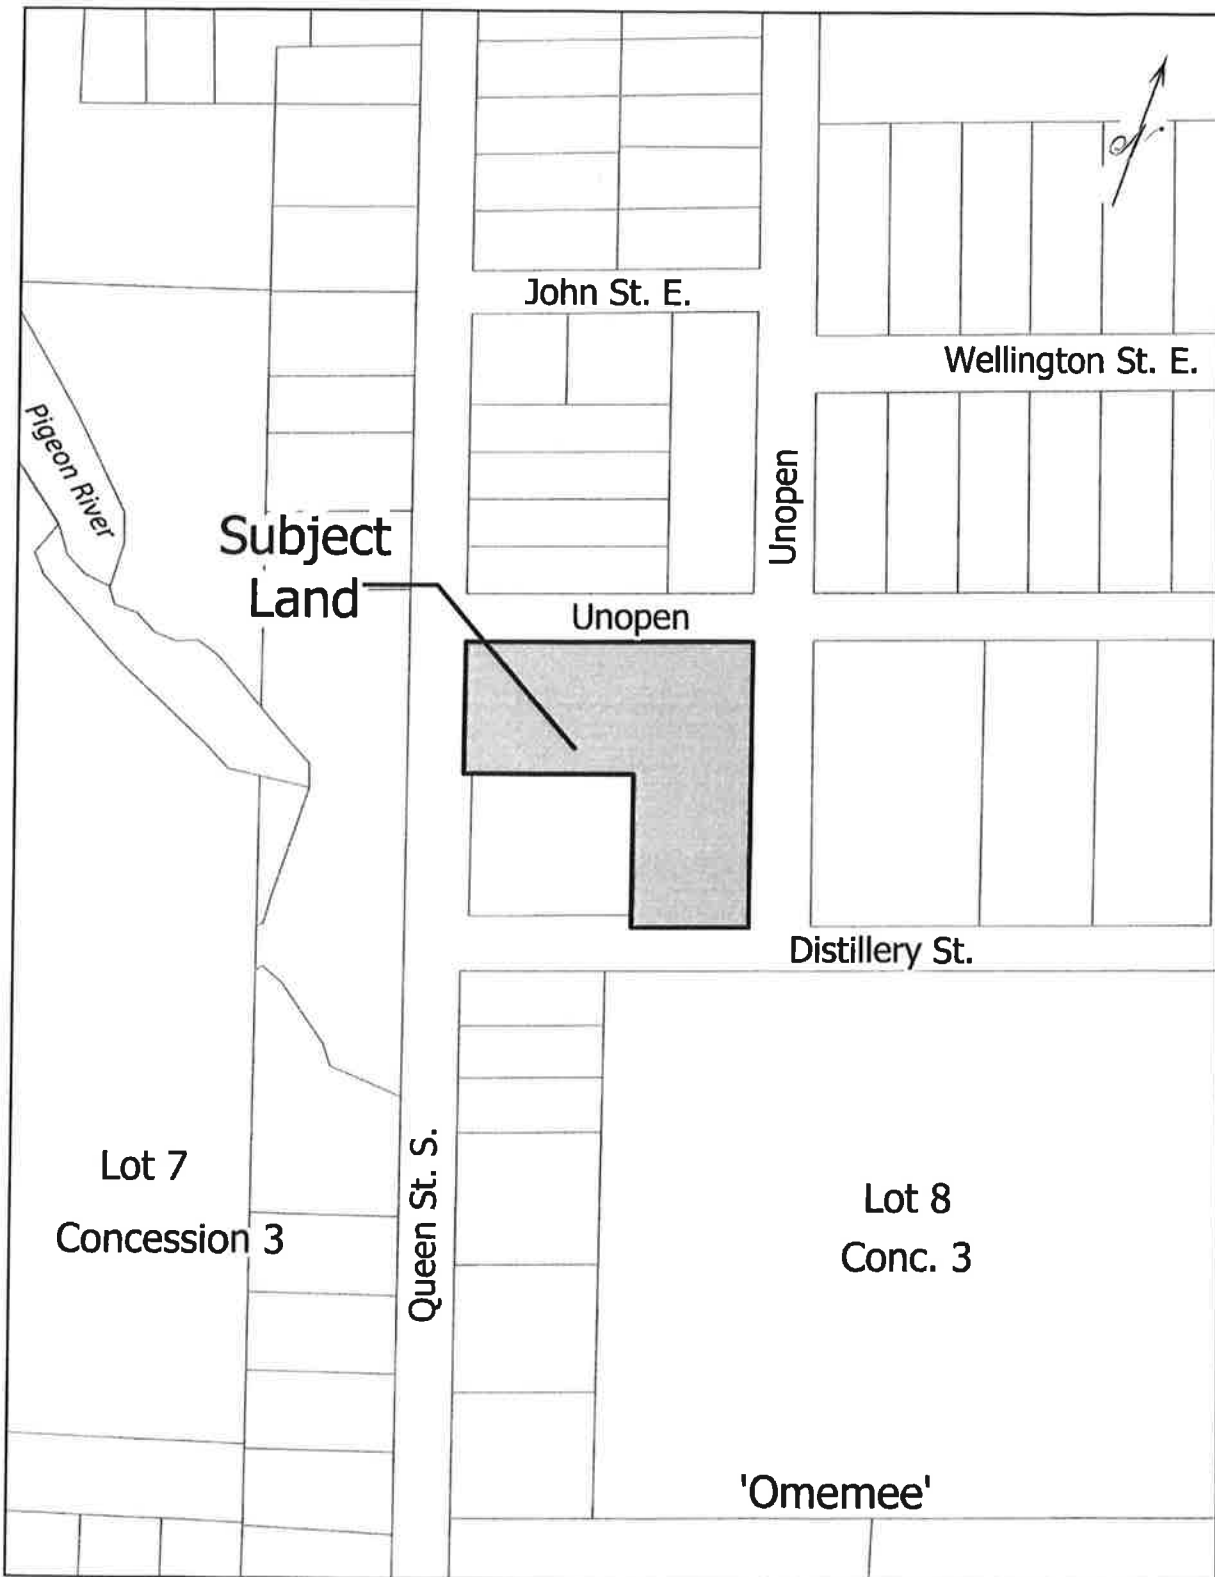 John St. E.
Wellington St. E.
Pigeon River
Unopen
Subject
Land
Unopen
Distillery St.
Queen St. S.
Lot 7
Concession 3
Lot 8
Conc. 3
'Omemee'